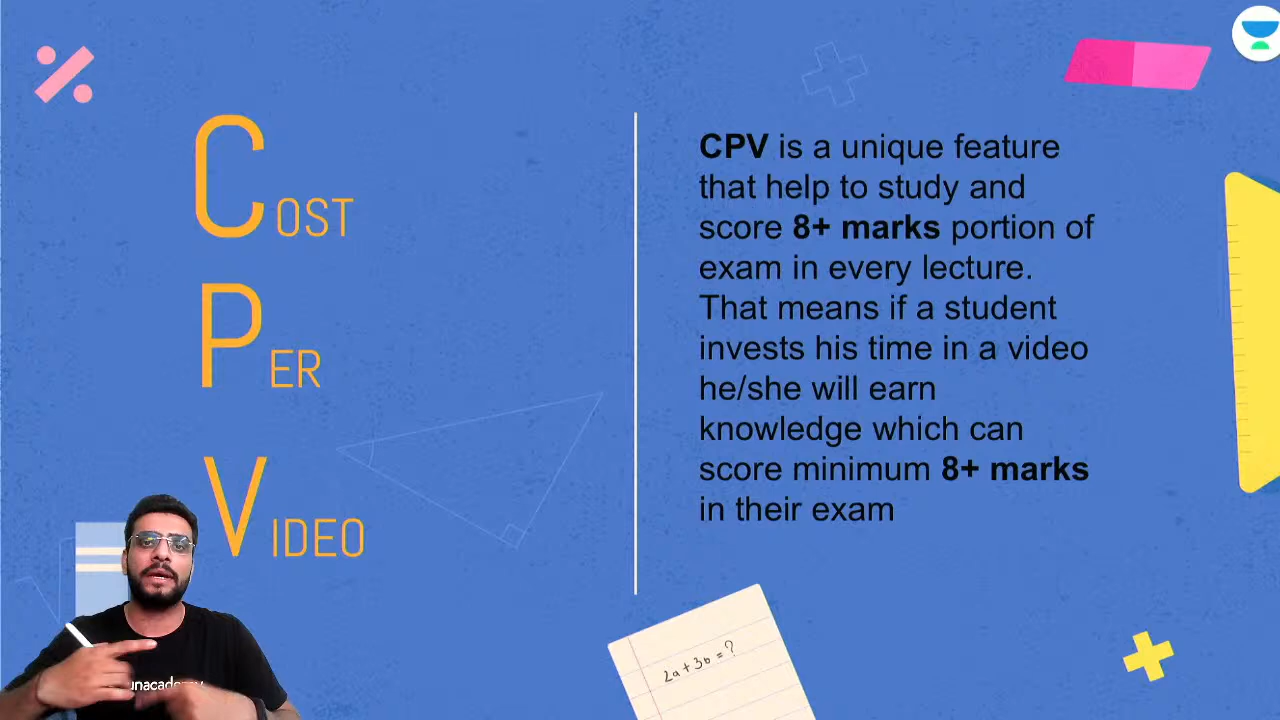 COST
PER
VIDEO
CPV is a unique feature
that help to study and
score 8+ marks portion of
exam in every lecture.
That means if a student
invests his time in a video
he/she will earn
knowledge which can
score minimum 8+ marks
in their exam
2a+3b=?
unacademy